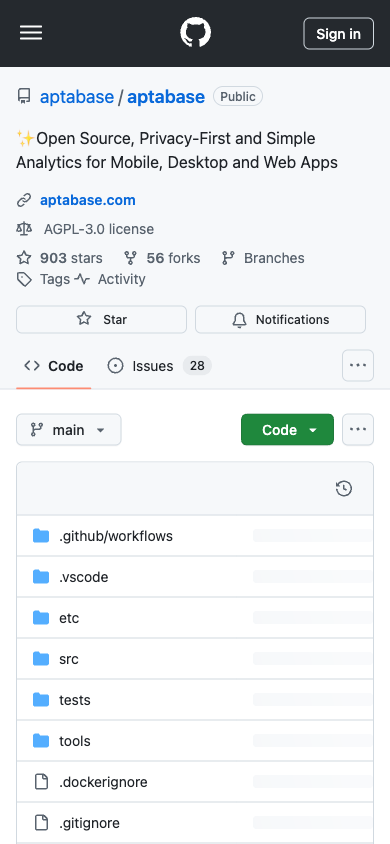 Sign in
aptabase / aptabase Public
✨Open Source, Privacy-First and Simple
Analytics for Mobile, Desktop and Web Apps
aptabase.com
AGPL-3.0 license
903 stars 56 forks Branches
Tags Activity
Star Notifications
Code Issues 28
main Code
.github/workflows
.vscode
etc
src
tests
tools
.dockerignore
.gitignore